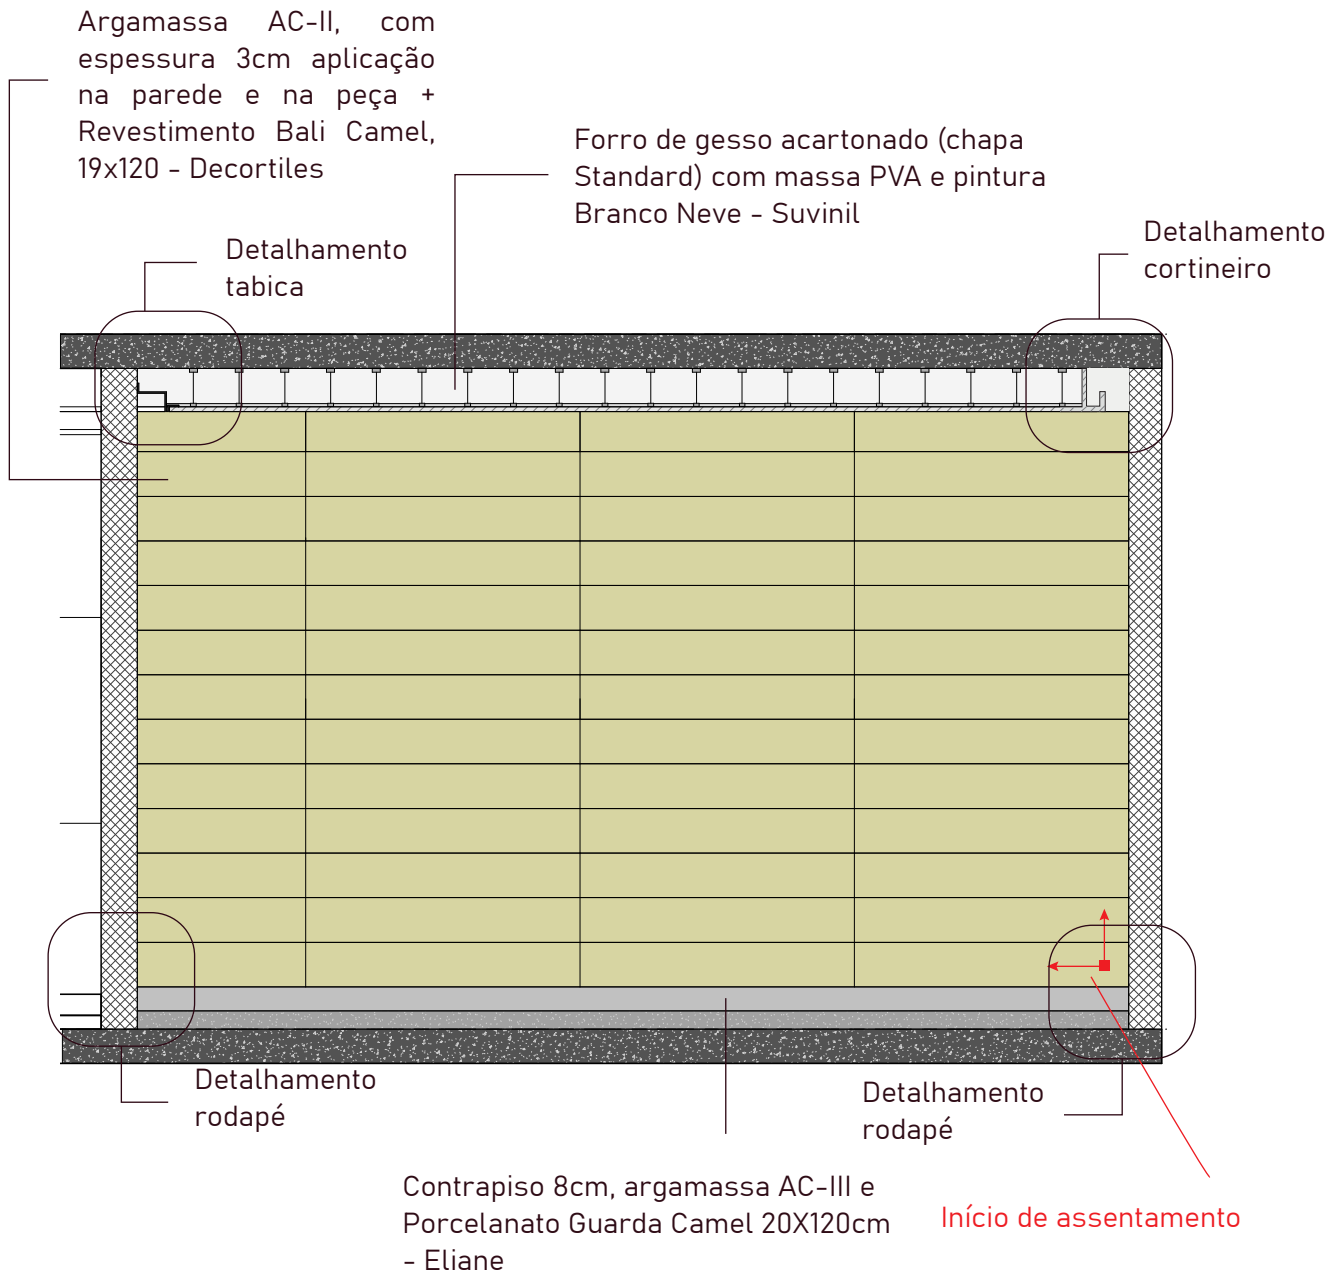 Argamassa AC-II, com
espessura 3cm aplicação
na parede e na peça +
Revestimento Bali Camel,
19x120 - Decortiles
Forro de gesso acartonado (chapa
Standard) com massa PVA e pintura
Branco Neve - Suvinil
Detalhamento
tabica
Detalhamento
cortineiro
Detalhamento
rodapé
Detalhamento
rodapé
Contrapiso 8cm, argamassa AC-III e
Porcelanato Guarda Camel 20X120cm
- Eliane
Início de assentamento